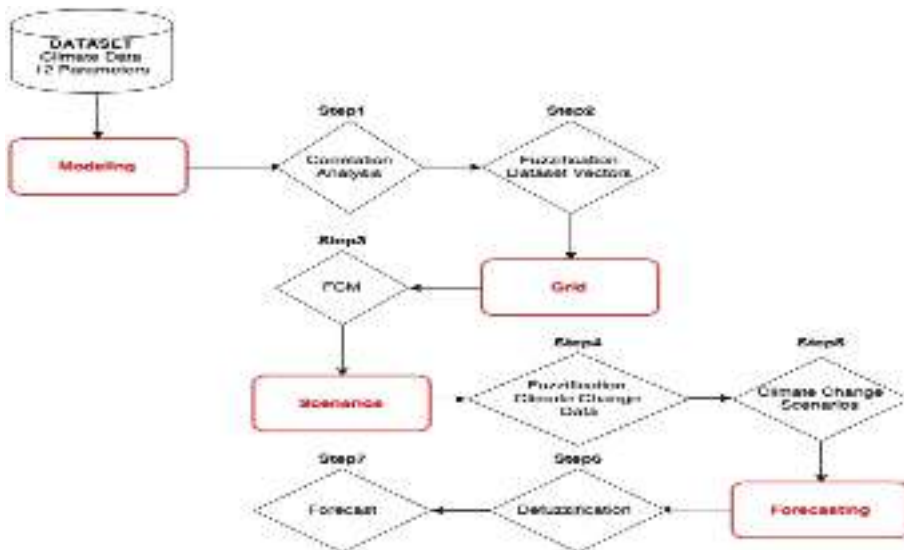 DATASET
Climate Data
12 Parameters
Step1
Step2
Modeling
Correlation
Analysis
Fuzzification
Dataset Vectors
Step3
FCM
Grid
Step4
Step5
Scenarios
Fuzzification
Climate Change
Data
Climate Change
Scenarios
Step7
Step6
Forecast
Defuzzification
Forecasting